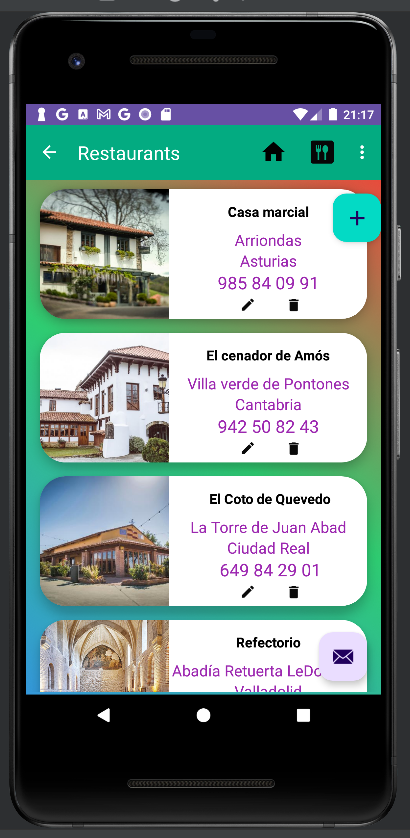 21:17
Restaurants
Casa marcial
Arriondas
Asturias
985 84 09 91
El cenador de Amós
Villa verde de Pontones
Cantabria
942 50 82 43
El Coto de Quevedo
La Torre de Juan Abad
Ciudad Real
649 84 29 01
Refectorio
Abadía Retuerta LeDo
Valladolid